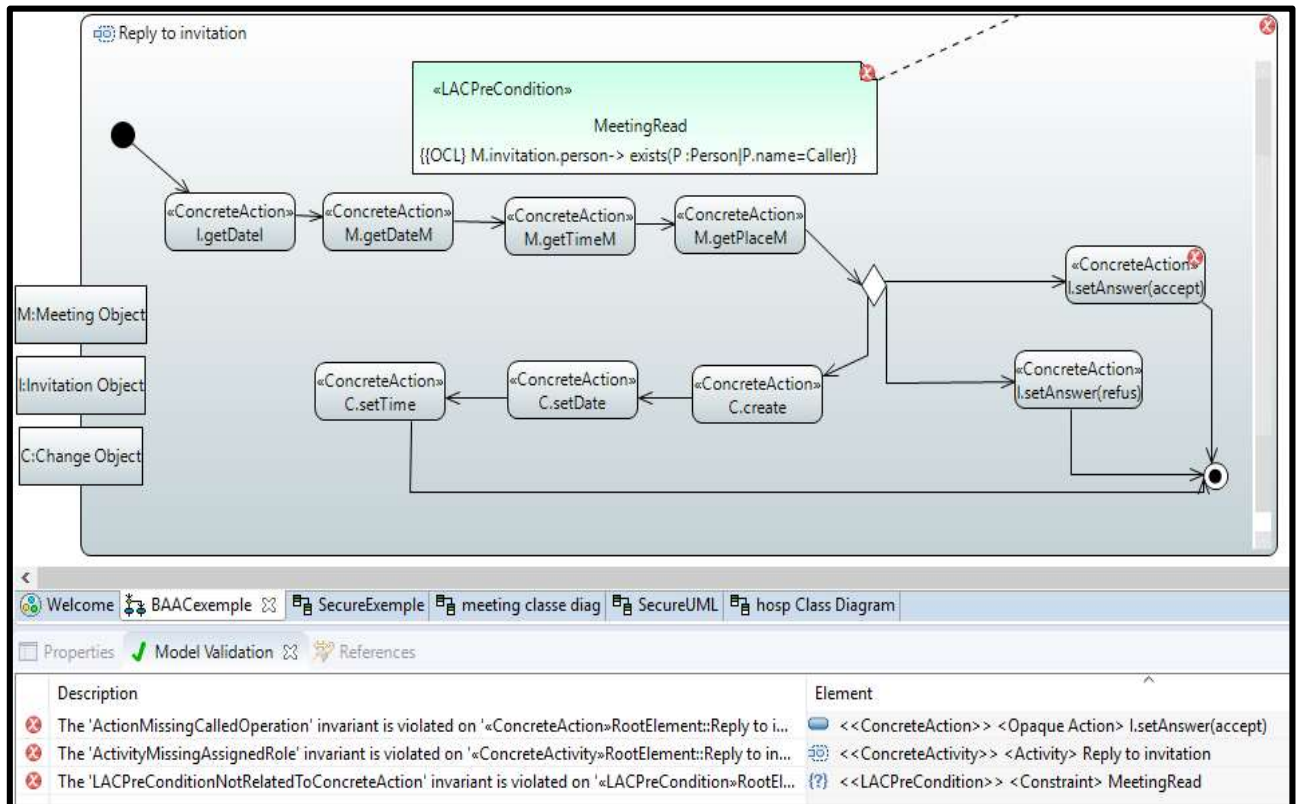 Reply to invitation
«LACPreCondition»
MeetingRead
{{OCL} M.invitation.person-> exists(P :Person|P.name=Caller)}
«ConcreteAction»
I.getDateI
«ConcreteAction»
M.getDateM
«ConcreteAction»
M.getTimeM
«ConcreteAction»
M.getPlaceM
«ConcreteAction»
I.setAnswer(accept)
M:Meeting Object
I:Invitation Object
C:Change Object
«ConcreteAction»
C.setTime
«ConcreteAction»
C.setDate
«ConcreteAction»
C.create
«ConcreteAction»
I.setAnswer(refus)
Welcome BAACexemple SecureExemple meeting classe diag SecureUML hosp Class Diagram
Properties Model Validation References
Description Element
The 'ActionMissingCalledOperation' invariant is violated on '«ConcreteAction»RootElement::Reply to i... <<ConcreteAction>> <Opaque Action> I.setAnswer(accept)
The 'ActivityMissingAssignedRole' invariant is violated on '«ConcreteActivity»RootElement::Reply to in... <<ConcreteActivity>> <Activity> Reply to invitation
The 'LACPreConditionNotRelatedToConcreteAction' invariant is violated on '«LACPreCondition»RootEl... {?} <<LACPreCondition>> <Constraint> MeetingRead